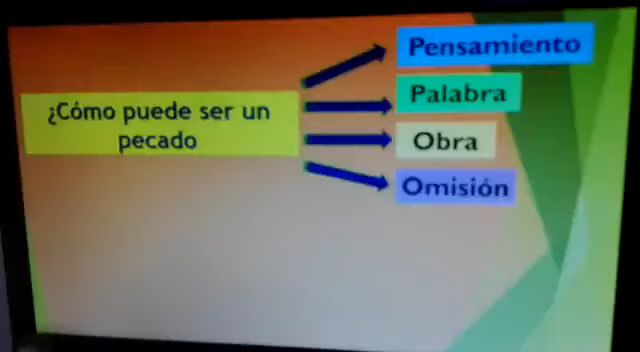 ¿Cómo puede ser un
pecado
Pensamiento
Palabra
Obra
Omisión